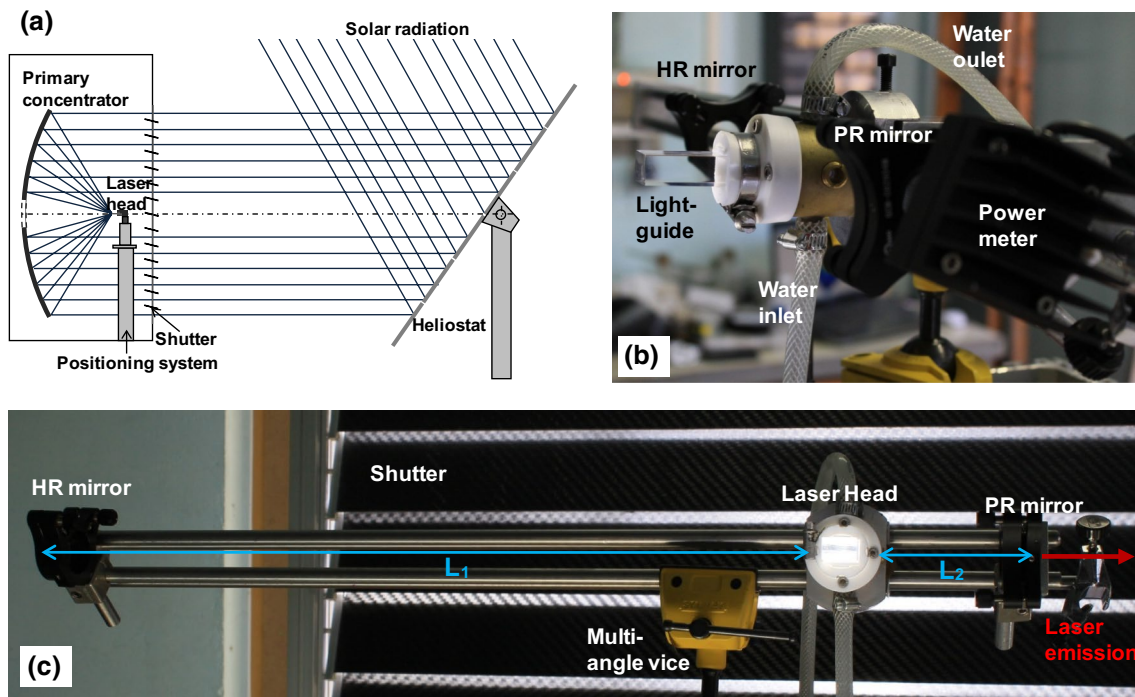 (a)
Solar radiation
Primary
concentrator
Laser
head
Heliostat
Shutter
Positioning system
Water
oulet
HR mirror
PR mirror
Light-
guide
Power
meter
Water
inlet
(b)
HR mirror
Shutter
Laser Head
PR mirror
L1
L2
Multi-
angle vice
Laser
emission
(c)